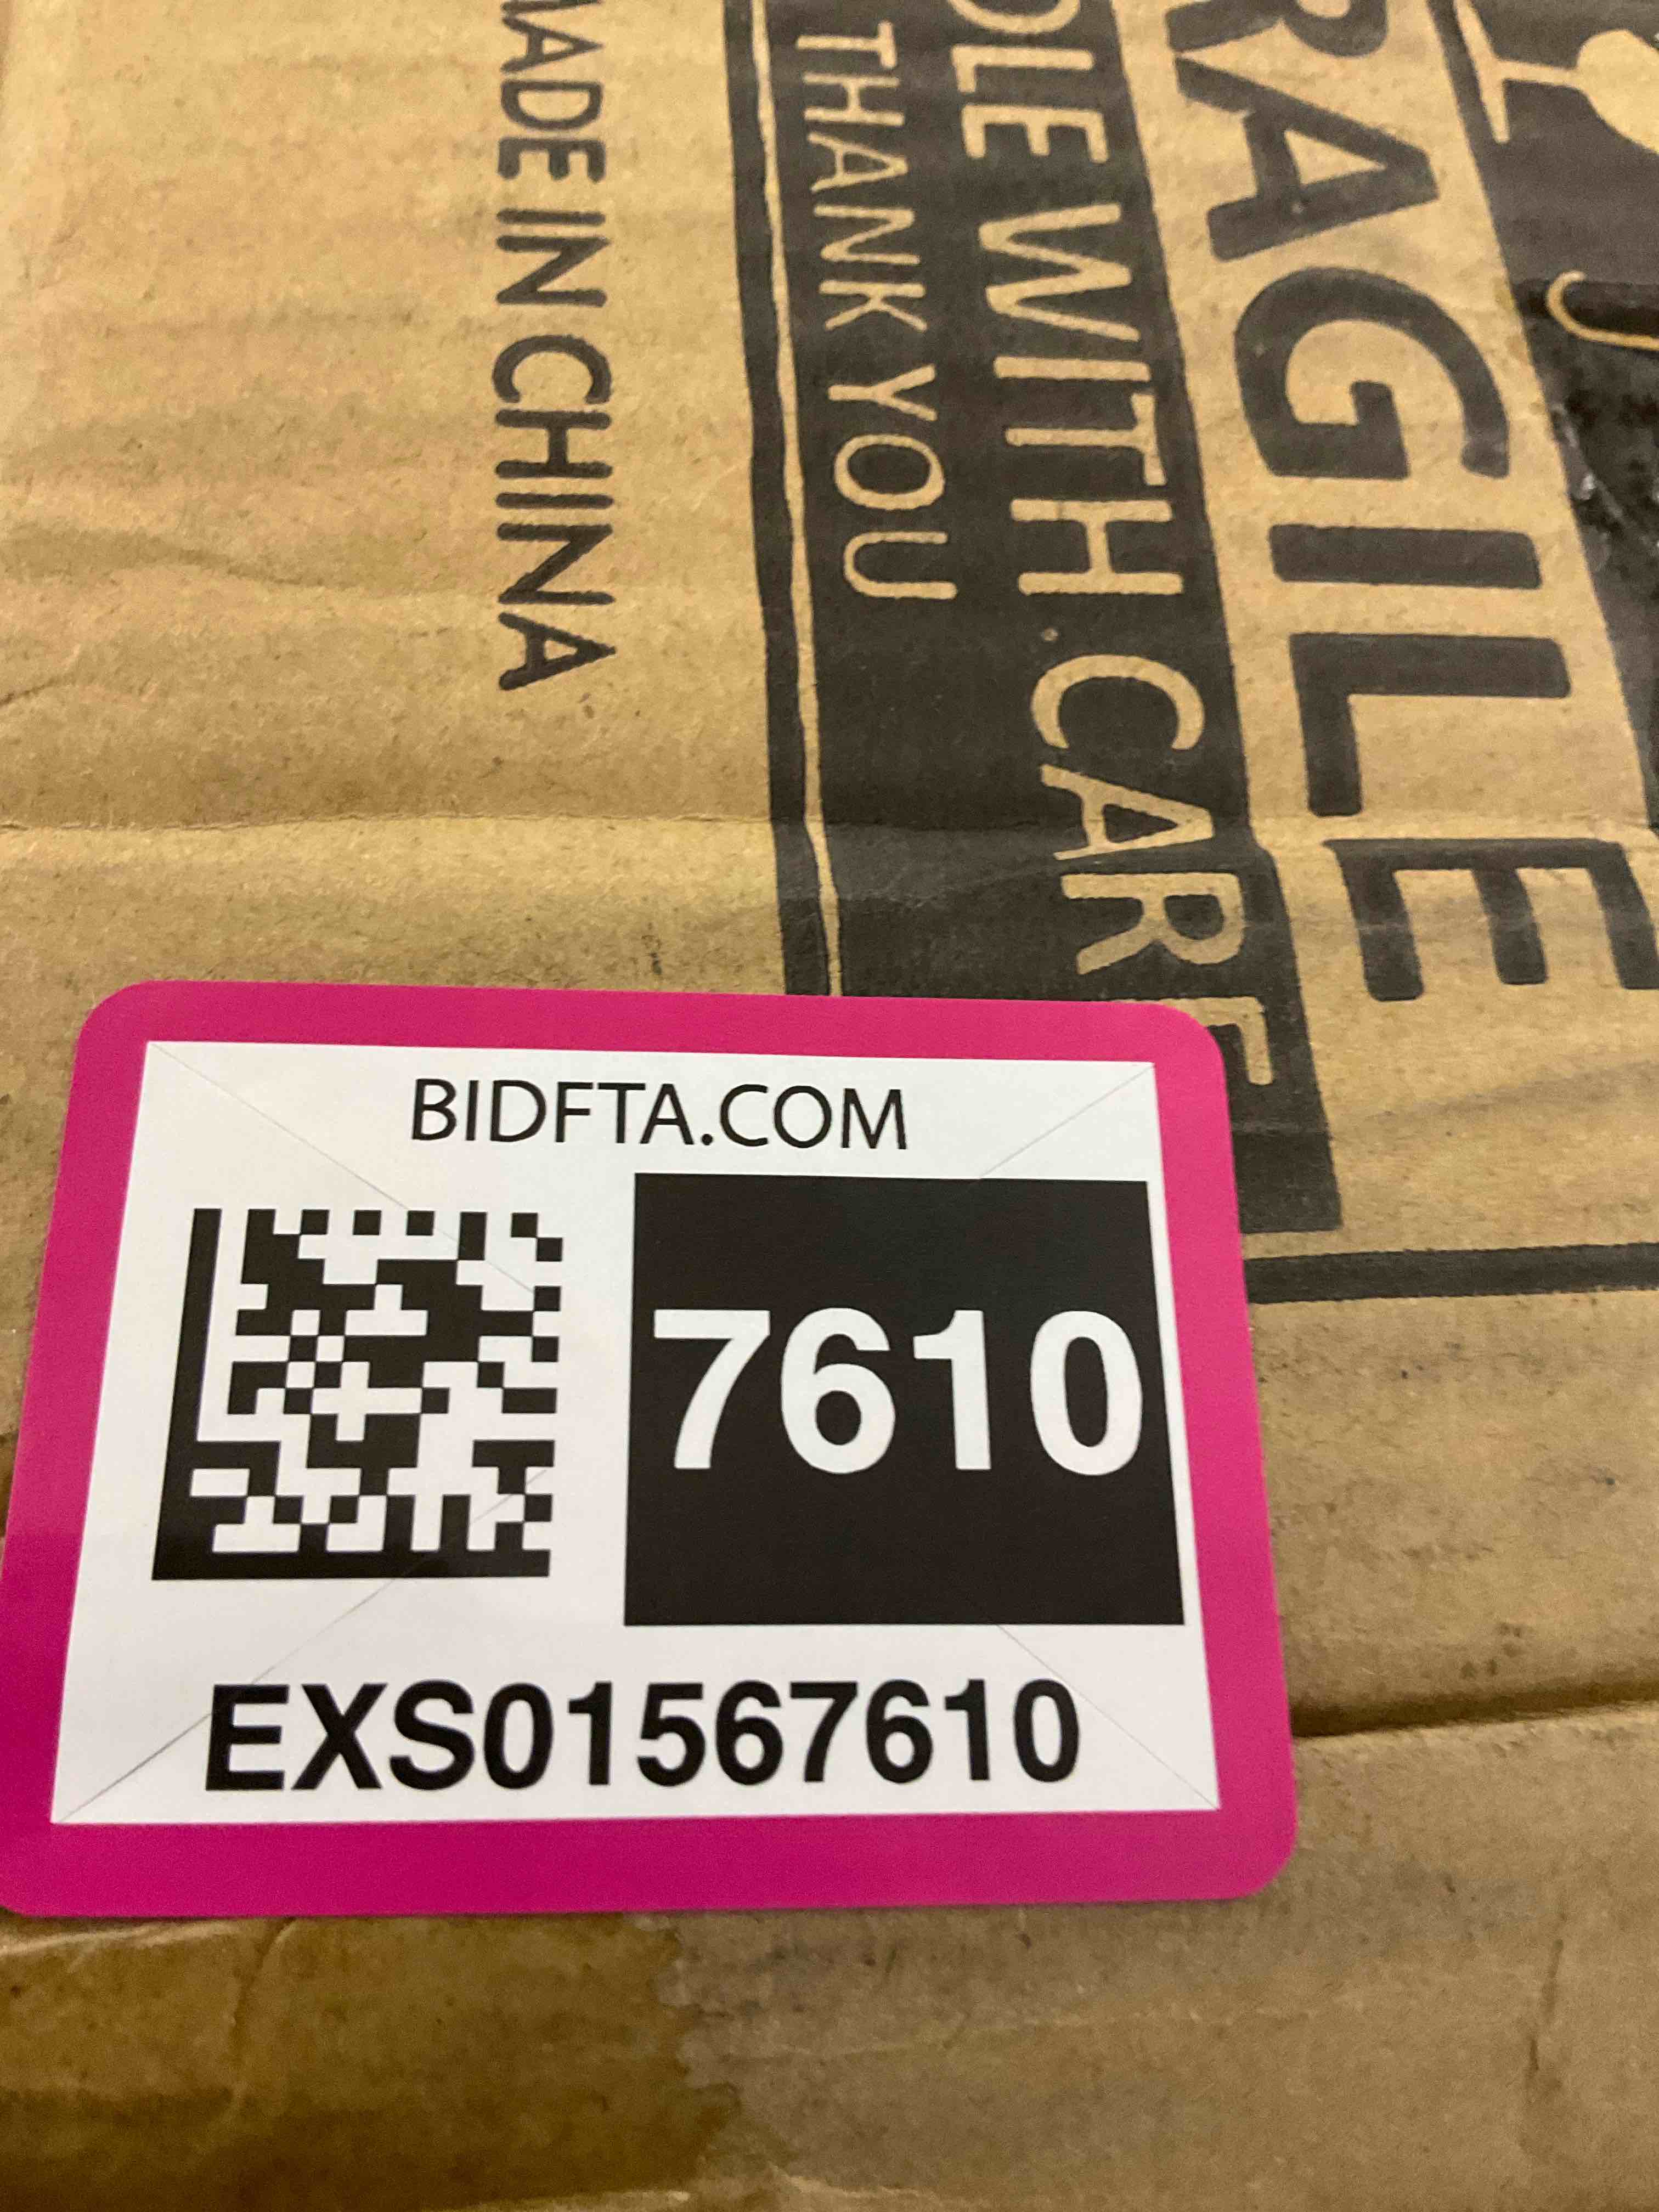 RAGILE
DLE WITH CARE
THANK YOU
MADE IN CHINA
BIDFTA.COM
7610
EXS01567610